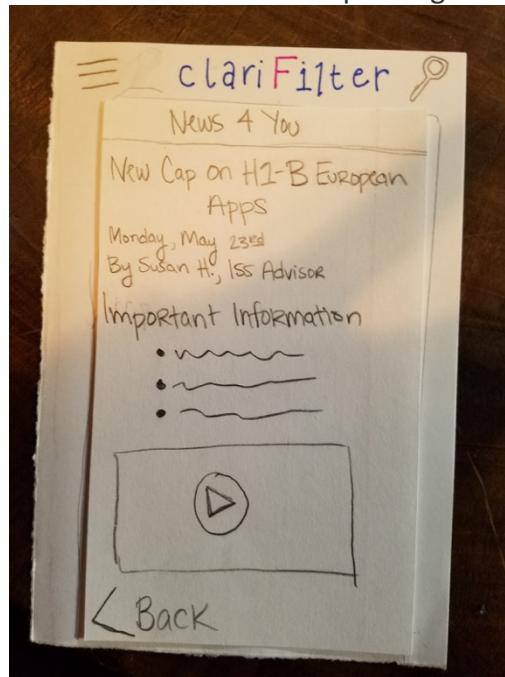 clariFilter
News 4 You
New Cap on H1-B European
Apps
Monday, May 23rd
By Susan H., ISS Advisor
Important Information
Back